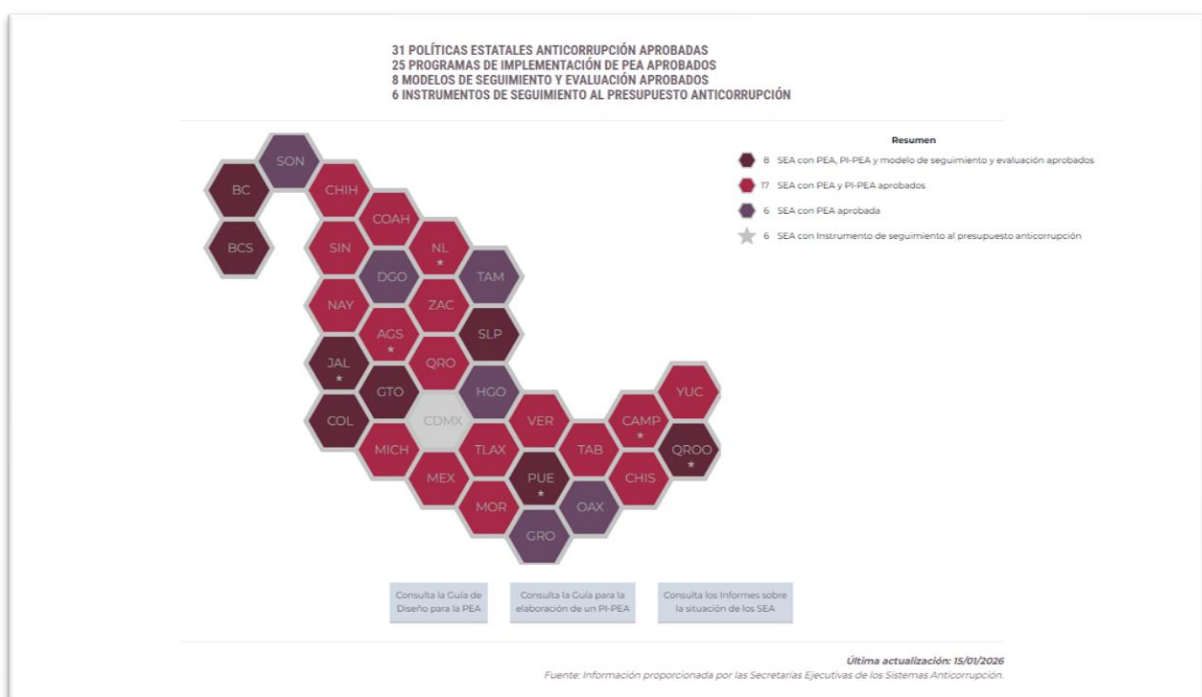 31 POLÍTICAS ESTATALES ANTICORRUPCIÓN APROBADAS
25 PROGRAMAS DE IMPLEMENTACIÓN DE PEA APROBADOS
8 MODELOS DE SEGUIMIENTO Y EVALUACIÓN APROBADOS
6 INSTRUMENTOS DE SEGUIMIENTO AL PRESUPUESTO ANTICORRUPCIÓN
Resumen
8 SEA con PEA, PI-PEA y modelo de seguimiento y evaluación aprobados
17 SEA con PEA y PI-PEA aprobados
6 SEA con PEA aprobada
6 SEA con Instrumento de seguimiento al presupuesto anticorrupción
SON
BC
CHIH
COAH
BCS
SIN
NL
DGO
TAM
NAY
ZAC
AGS
SLP
JAL
QRO
GTO
HGO
YUC
COL
CDMX
VER
CAMP
MICH
TLAX
TAB
QROO
MEX
PUE
CHIS
MOR
OAX
GRO
Consulta la Guía de
Diseño para la PEA
Consulta la Guía para la
elaboración de un PI-PEA
Consulta los Informes sobre
la situación de los SEA
Última actualización: 15/01/2026
Fuente: Información proporcionada por las Secretarías Ejecutivas de los Sistemas Anticorrupción.